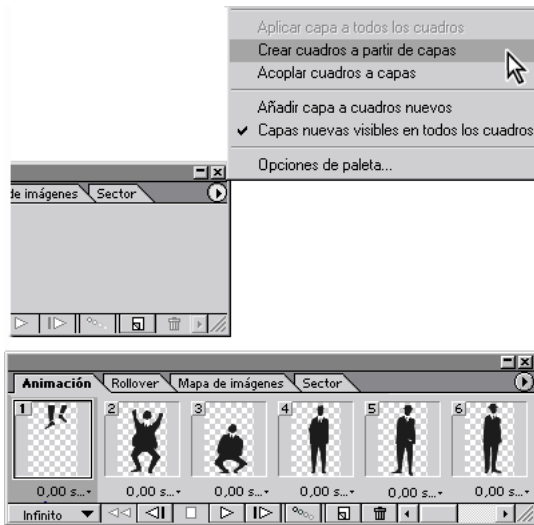 Aplicar capa a todos los cuadros
Crear cuadros a partir de capas
Acoplar cuadros a capas
Añadir capa a cuadros nuevos
Capas nuevas visibles en todos los cuadros
Opciones de paleta...
de imágenes Sector
Animación Rollover Mapa de imágenes Sector
1 2 3 4 5 6
0,00 s... 0,00 s... 0,00 s... 0,00 s... 0,00 s... 0,00 s...
Infinito